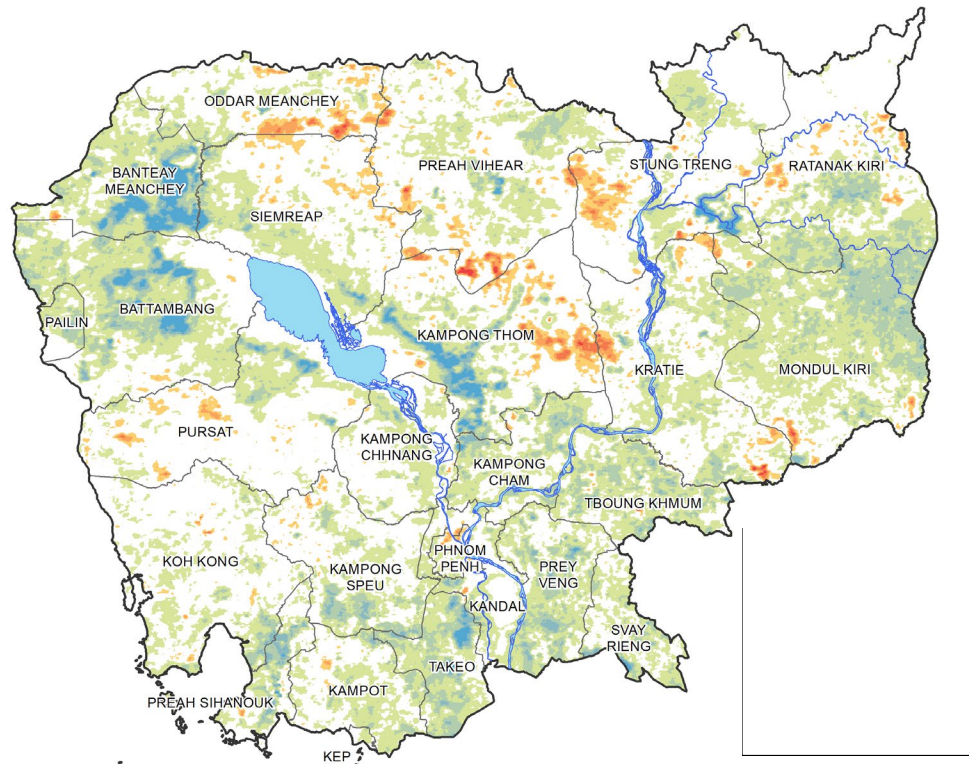 ODDAR MEANCHEY
PREAH VIHEAR
STUNG TRENG
RATANAK KIRI
BANTEAY
MEANCHEY
SIEMREAP
BATTAMBANG
PAILIN
KAMPONG THOM
KRATIE
MONDUL KIRI
PURSAT
KAMPONG
CHHNANG
KAMPONG
CHAM
TBOUNG KHMUM
KOH KONG
KAMPONG
SPEU
PHNOM
PENH
PREY
VENG
KANDAL
SVAY
RIENG
TAKEO
KAMPOT
PREAH SIHANOUK
KEP